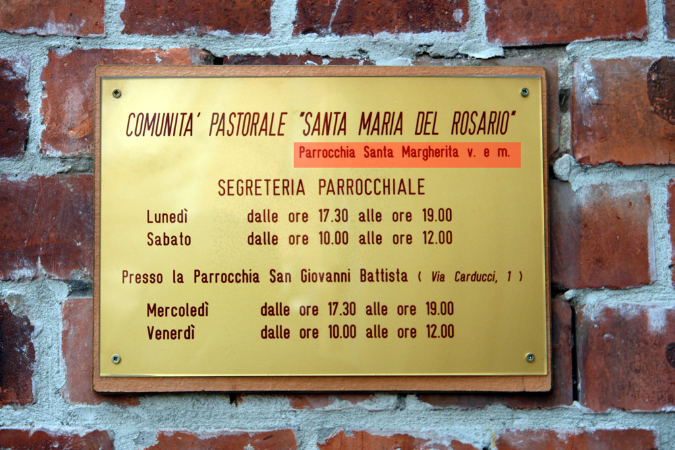 COMUNITA' PASTORALE "SANTA MARIA DEL ROSARIO"
Parrocchia Santa Margherita v. e m.
SEGRETERIA PARROCCHIALE
Lunedì dalle ore 17.30 alle ore 19.00
Sabato dalle ore 10.00 alle ore 12.00
Presso la Parrocchia San Giovanni Battista ( Via Carducci, 1 )
Mercoledì dalle ore 17.30 alle ore 19.00
Venerdì dalle ore 10.00 alle ore 12.00